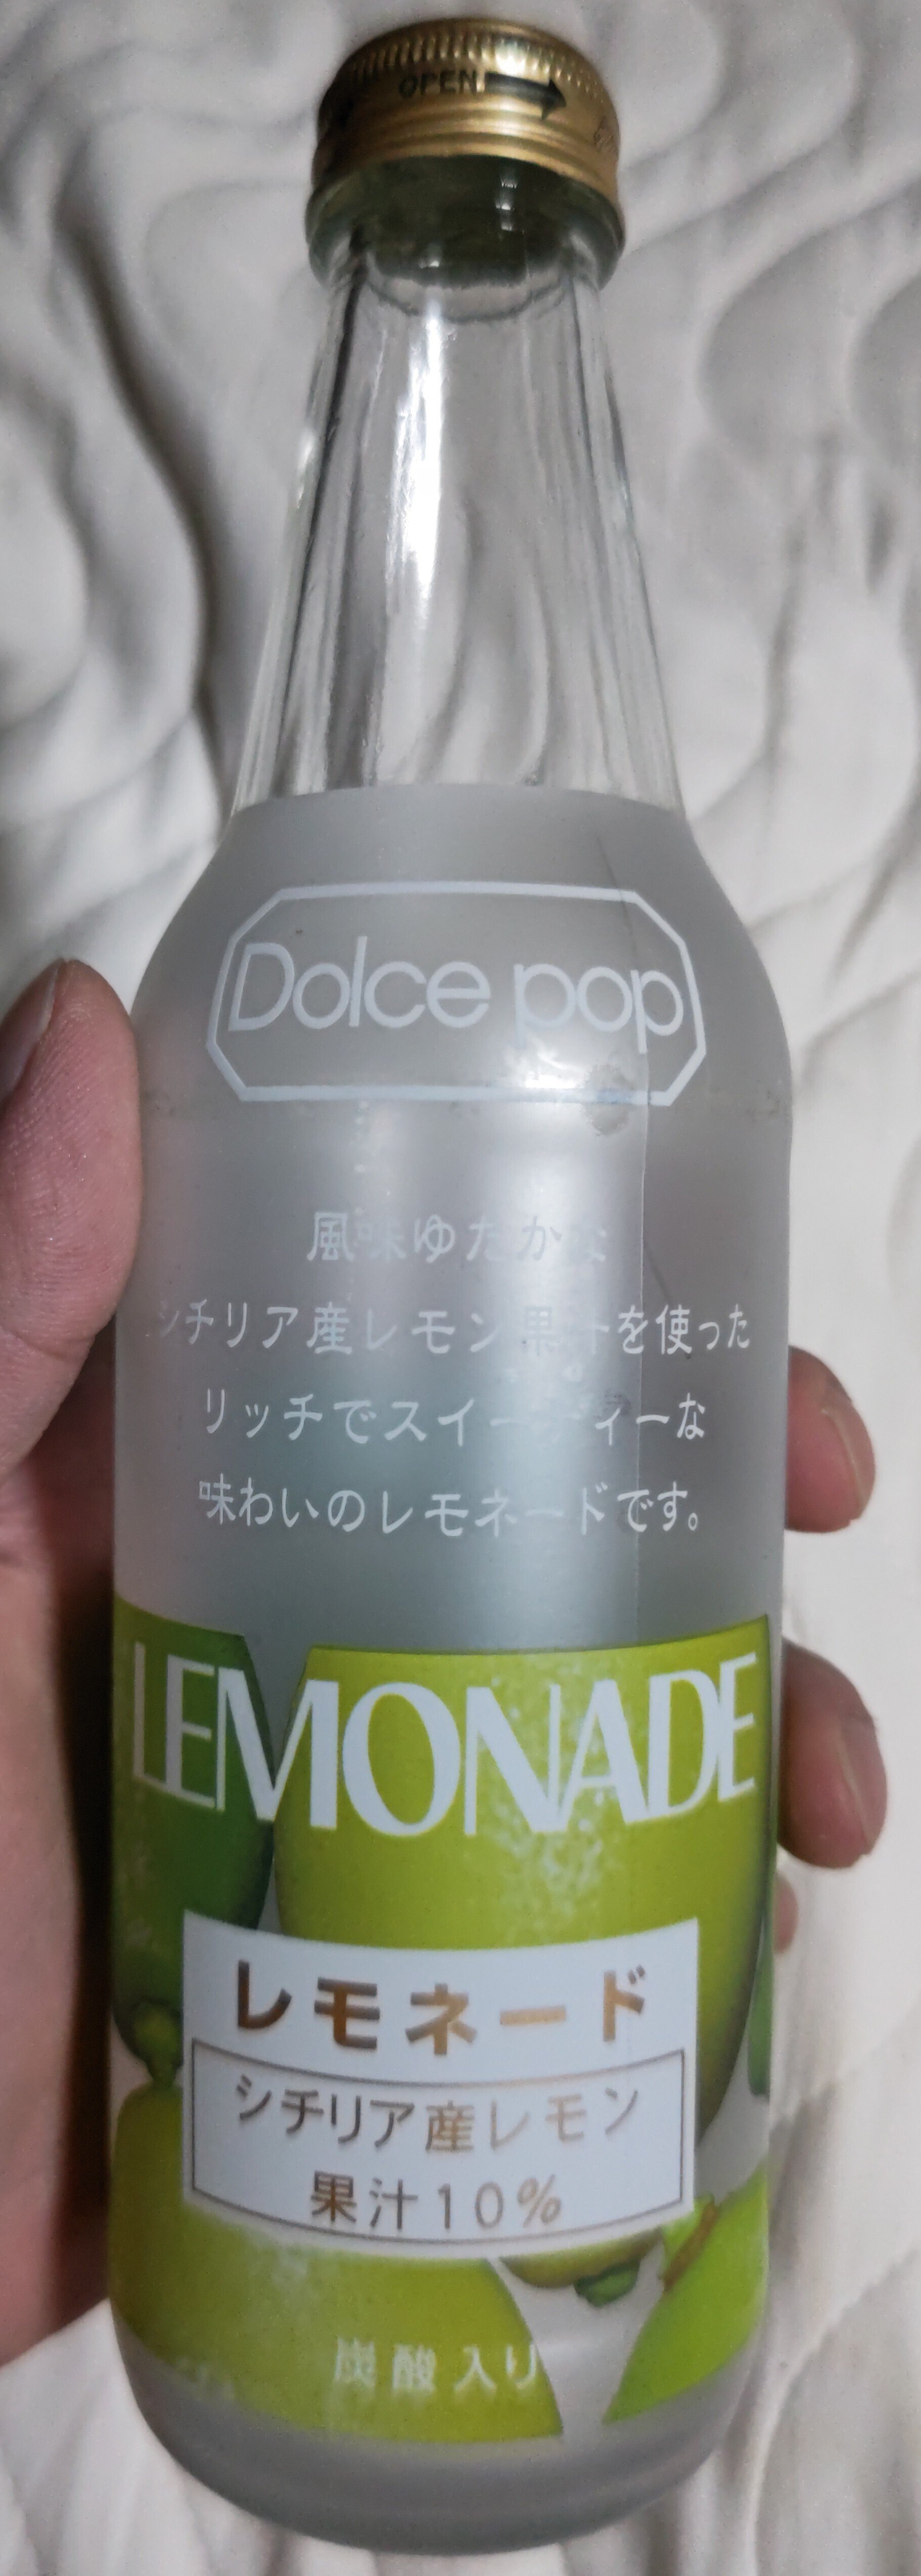 OPEN
Dolce pop
風味ゆたかな
シチリア産レモン果汁を使った
リッチでスイーティーな
味わいのレモネードです。
LEMONADE
レモネード
シチリア産レモン
果汁10%
炭酸入り